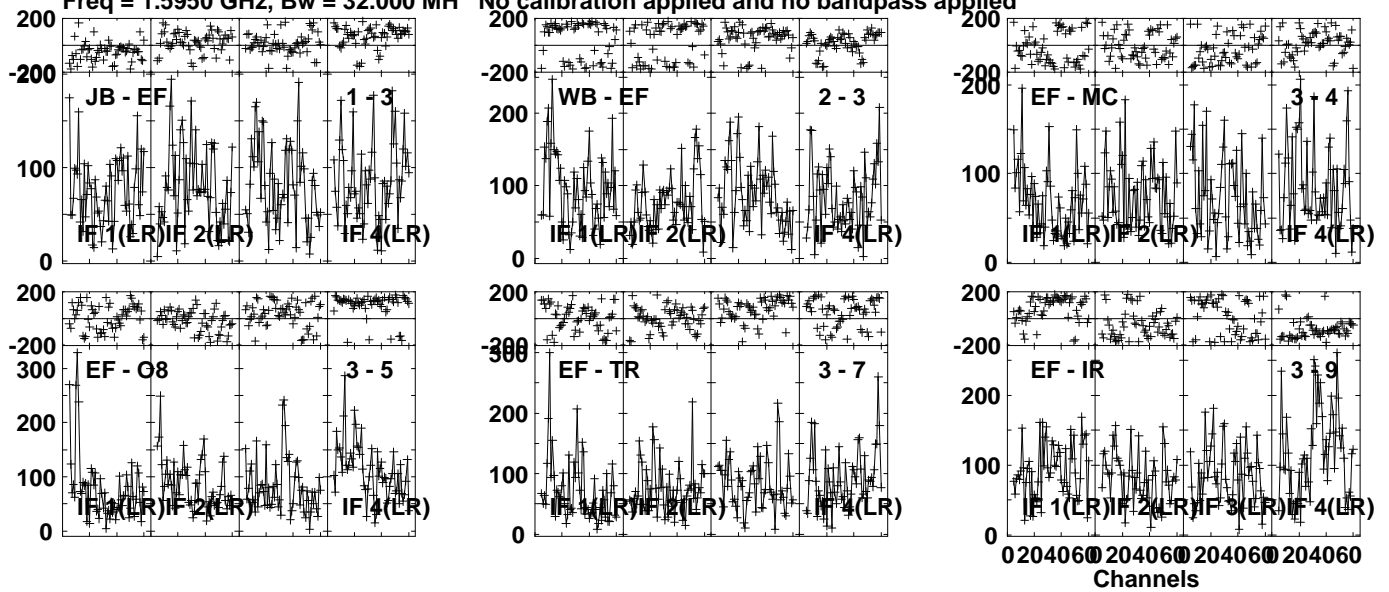 Freq = 1.5950 GHz, Bw = 32.000 MH No calibration applied and no bandpass applied
200 200 200
-200 -200 -200
200 JB - EF 1 - 3 WB - EF 2 - 3 200 EF - MC 3 - 4
200
100 100 100
IF 1(LR) IF 2(LR) IF 4(LR) IF 1(LR) IF 2(LR) IF 4(LR) IF 1(LR) IF 2(LR) IF 4(LR)
0 0 0
200 200 200
-200 -200 -200
300 EF - O8 3 - 5 300 EF - TR 3 - 7 EF - IR 3 - 9
200 200 200
100 100 100
IF 1(LR) IF 2(LR) IF 4(LR) IF 1(LR) IF 2(LR) IF 4(LR) IF 1(LR) IF 2(LR) IF 3(LR) IF 4(LR)
0 0 0
0 20 40 60 0 20 40 60 0 20 40 60 0 20 40 60
Channels